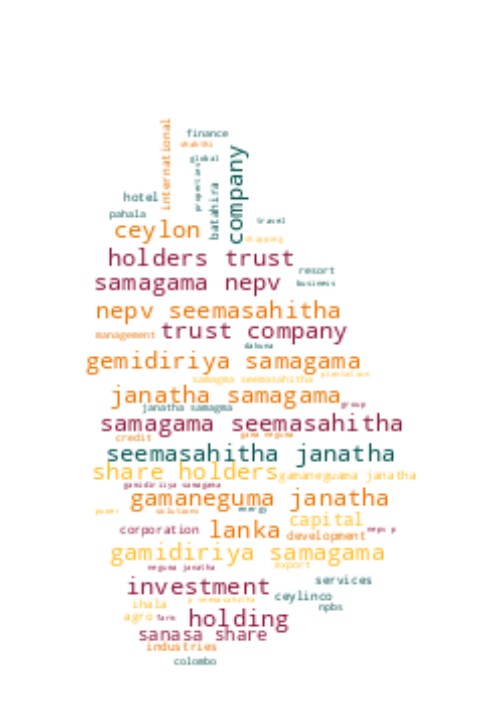 international
finance
shakthi
global
company
properties
batahira
hotel
pahala
travel
ceylon
shopping
holders trust
resort
samagama nepv
business
nepv seemasahitha
trust company
management
dakuna
gemidiriya samagama
plantation
samagma seemasahitha
janatha samagama
group
janatha samagma
samagama seemasahitha
gama neguma
credit
seemasahitha janatha
share holders
gamaneguama janatha
gamidiriya samagama
gamaneguma janatha
power
solutions
energy
capital
corporation
lanka
nepv p
development
gamidiriya samagama
export
neguma janatha
services
investment
ceylinco
p seemasahitha
ihala
npbs
agro
farm
holding
sanasa share
industries
colombo